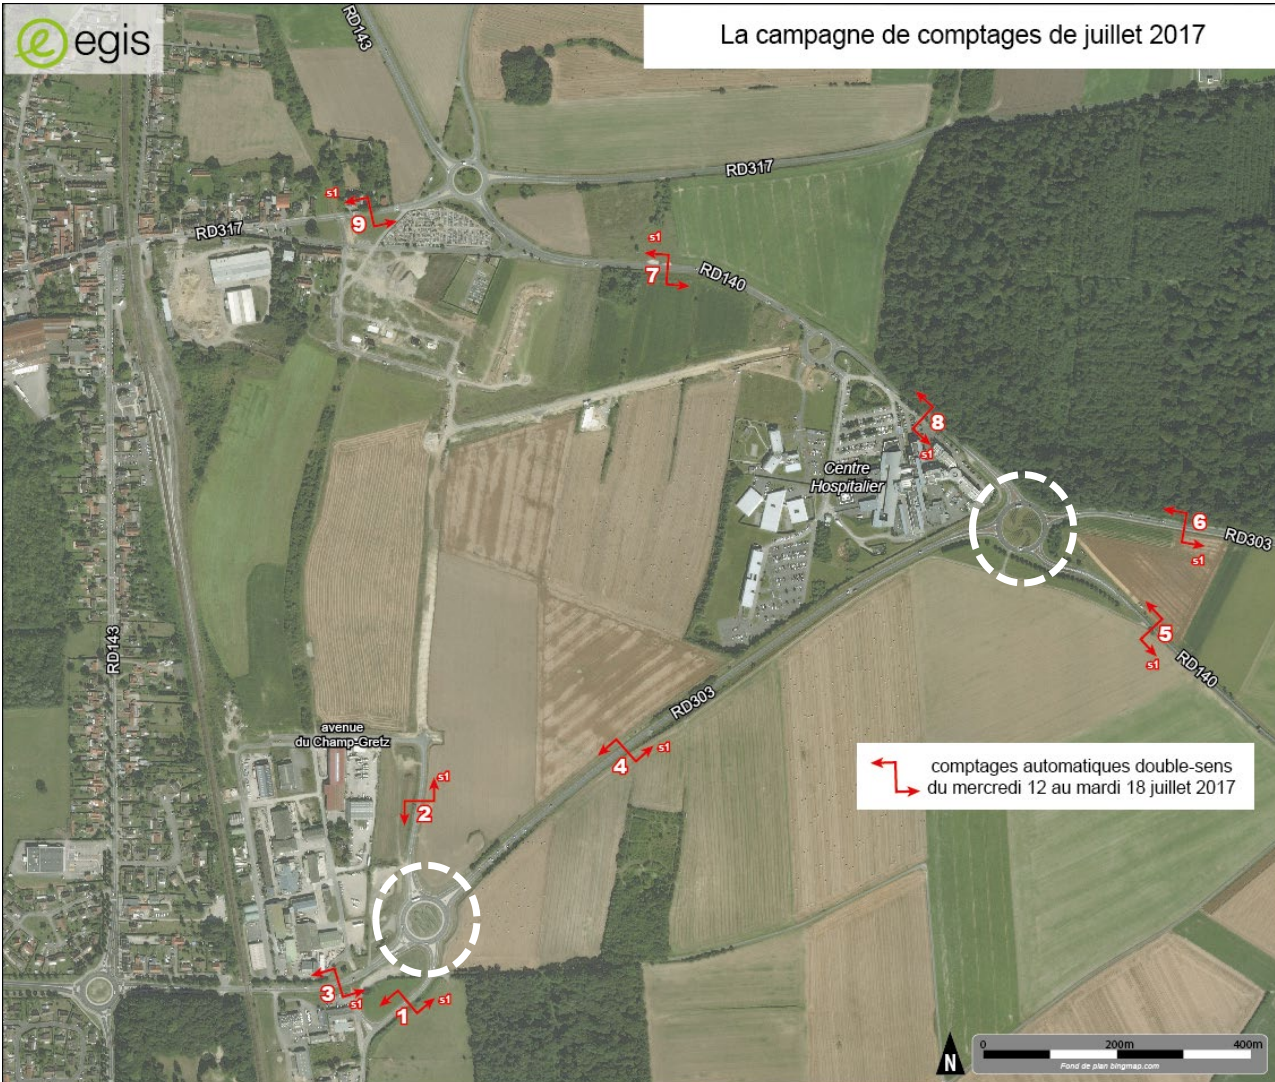 egis
La campagne de comptages de juillet 2017
RD143
RD317
s1
9
RD317
s1
7
RD140
8
s1
Centre
Hospitalier
6
RD303
s1
5
s1
RD140
RD143
RD303
avenue
du Champ-Gretz
4
s1
comptages automatiques double-sens
du mercredi 12 au mardi 18 juillet 2017
s1
2
3
s1
s1
1
N
0
200m
400m
Fond de plan bingmap.com